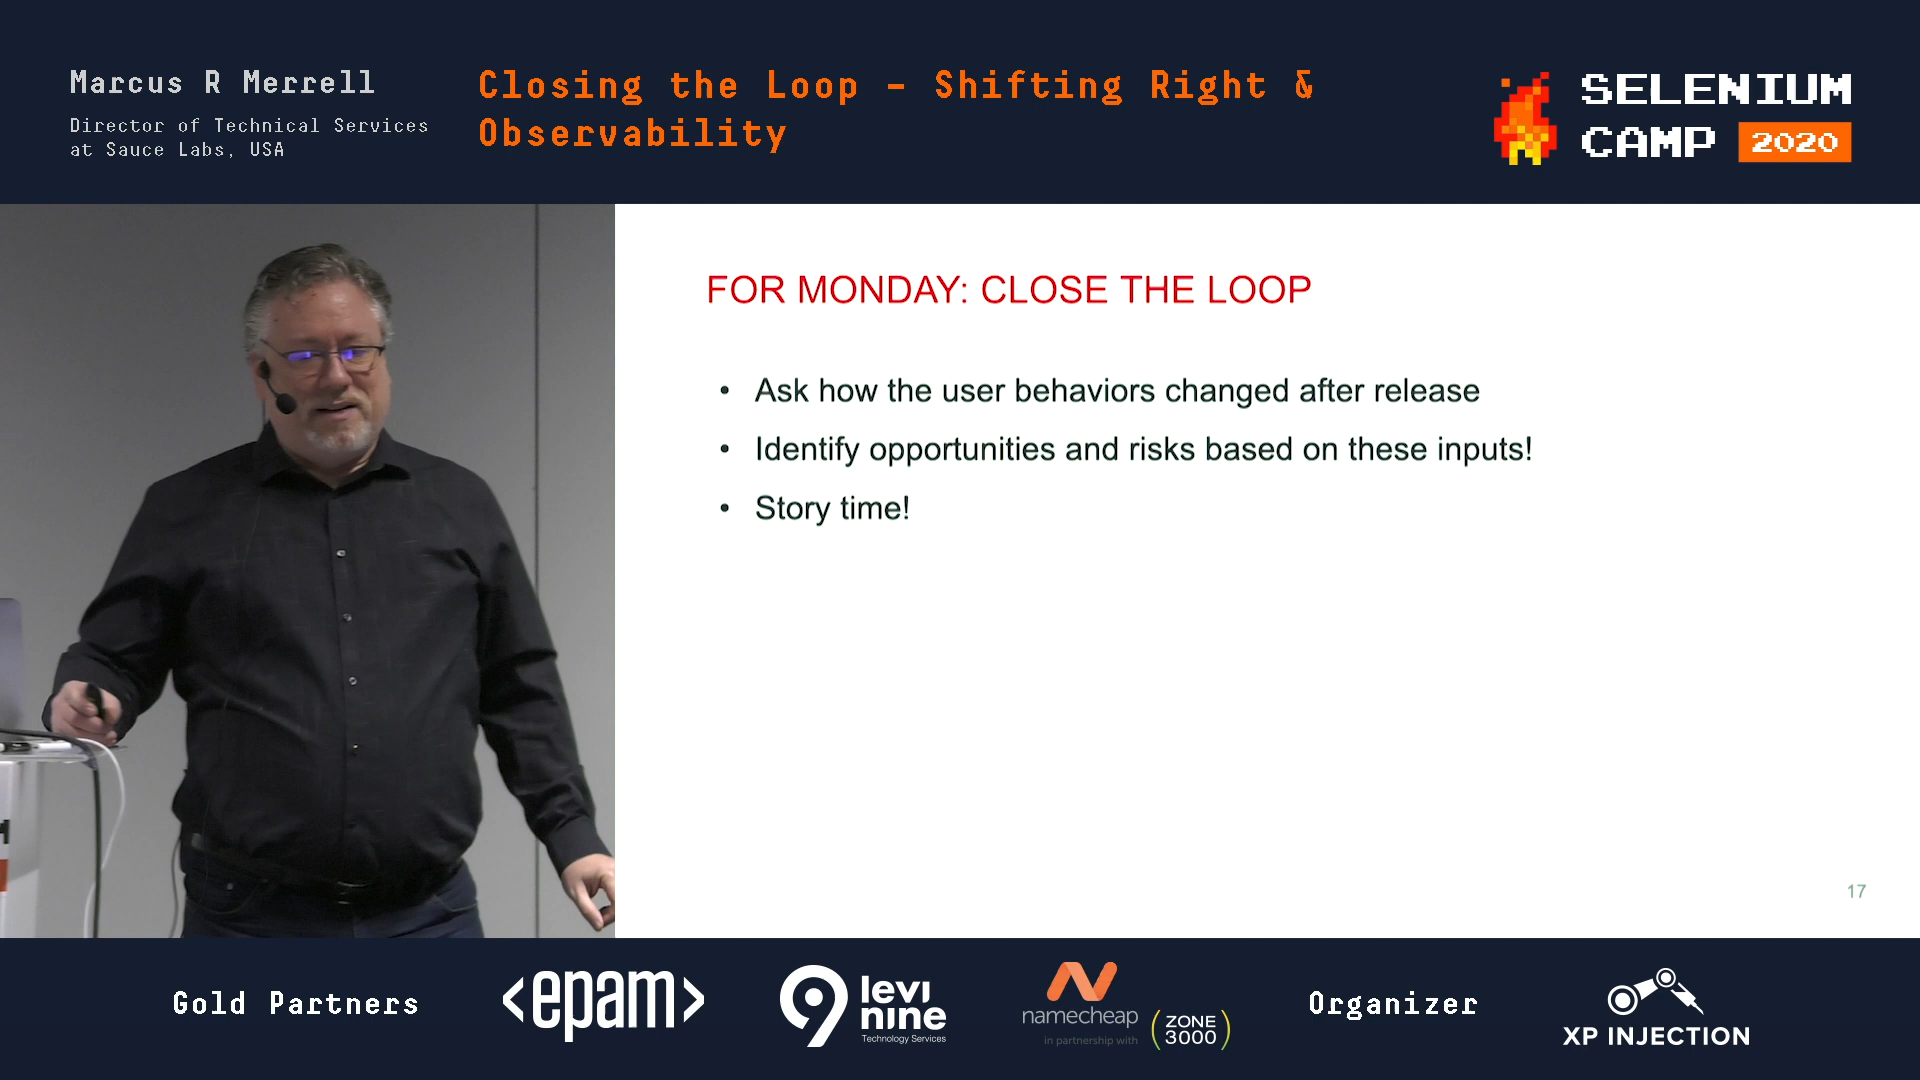 Marcus R Merrell
Director of Technical Services
at Sauce Labs, USA
Closing the Loop – Shifting Right &
Observability
SELENIUM
CAMP 2020
FOR MONDAY: CLOSE THE LOOP
• Ask how the user behaviors changed after release
• Identify opportunities and risks based on these inputs!
• Story time!
17
Gold Partners
<epam>
levi
nine
Technology Services
namecheap
in partnership with
(ZONE
3000)
Organizer
XP INJECTION